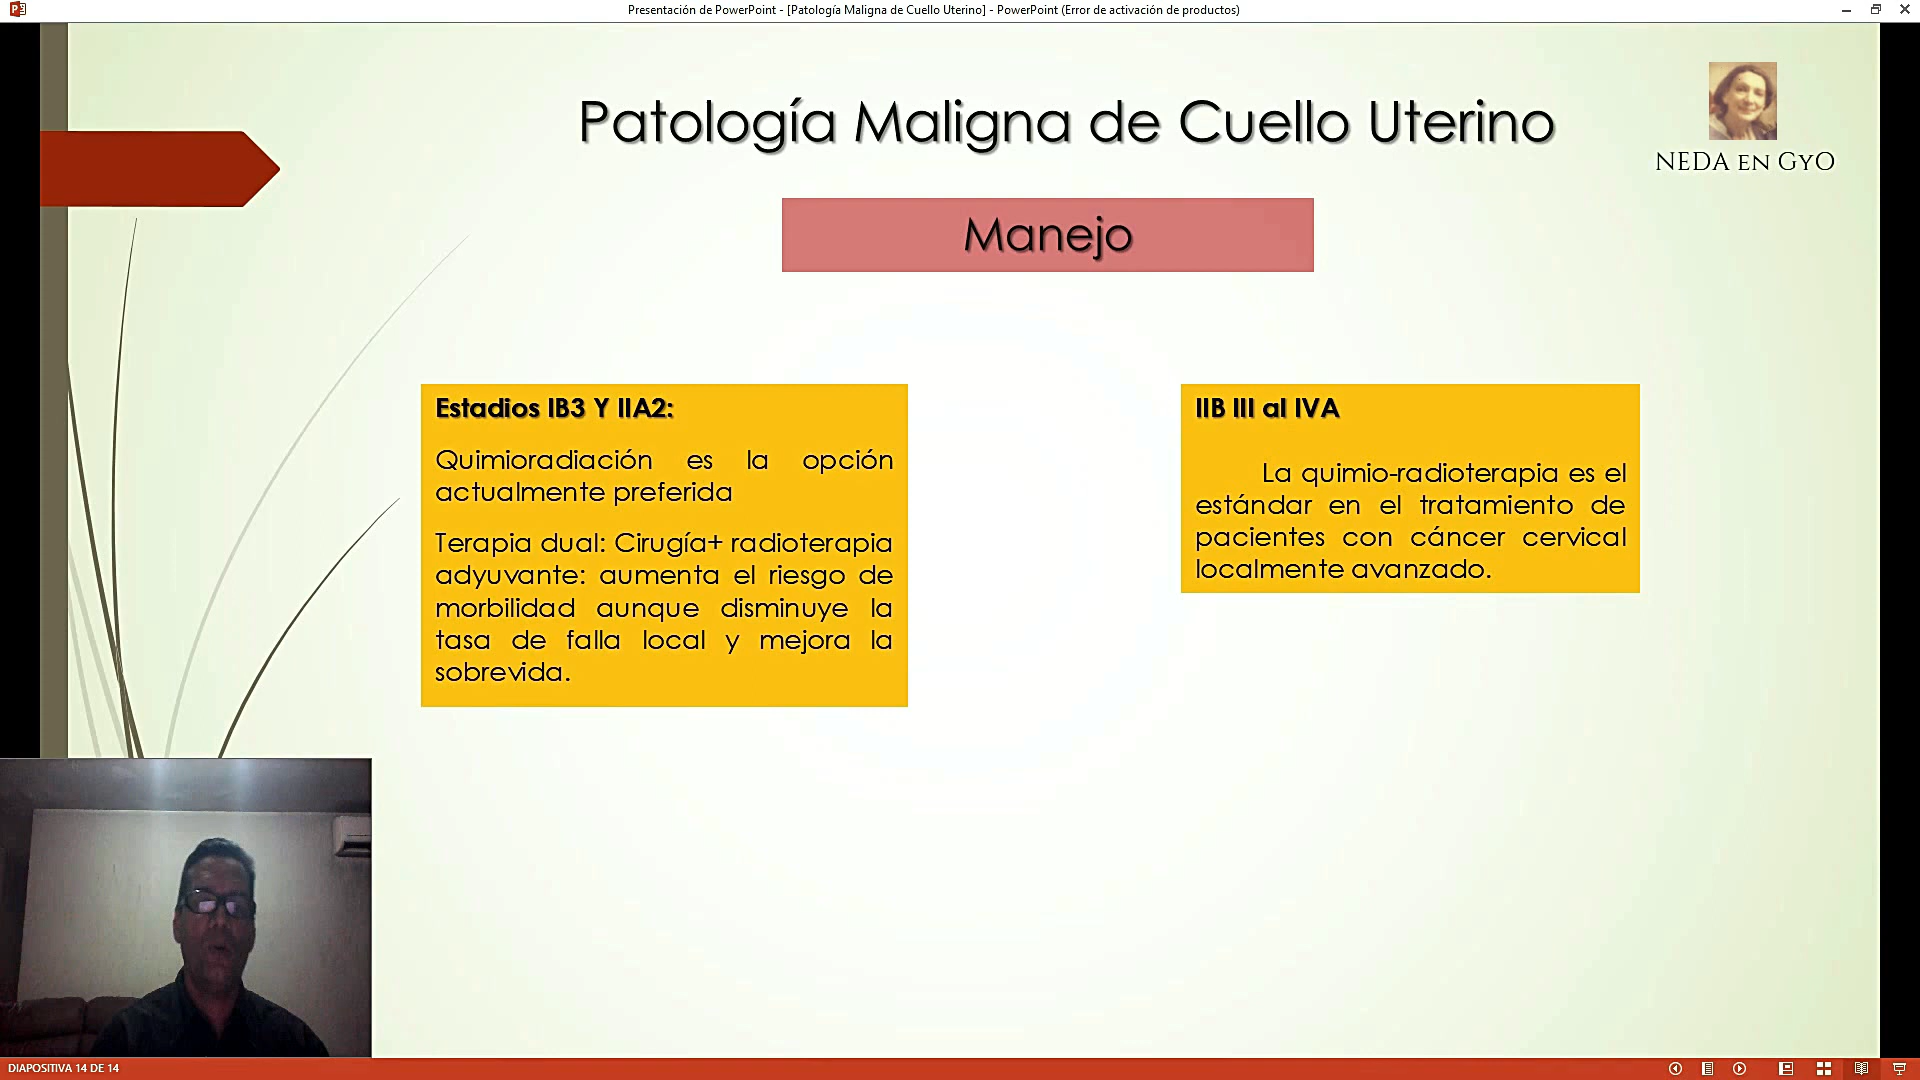 Presentación de PowerPoint - [Patología Maligna de Cuello Uterino] - PowerPoint (Error de activación de productos)
Patología Maligna de Cuello Uterino
NEDA EN GYO
Manejo
Estadios IB3 Y IIA2:
Quimioradiación es la opción
actualmente preferida
Terapia dual: Cirugía+ radioterapia
adyuvante: aumenta el riesgo de
morbilidad aunque disminuye la
tasa de falla local y mejora la
sobrevida.
IIB III al IVA
La quimio-radioterapia es el
estándar en el tratamiento de
pacientes con cáncer cervical
localmente avanzado.
DIAPOSITIVA 14 DE 14